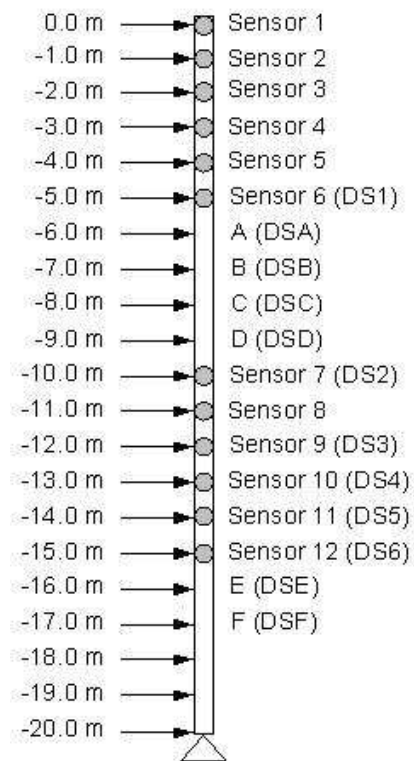 0.0 m Sensor 1
-1.0 m Sensor 2
-2.0 m Sensor 3
-3.0 m Sensor 4
-4.0 m Sensor 5
-5.0 m Sensor 6 (DS1)
-6.0 m A (DSA)
-7.0 m B (DSB)
-8.0 m C (DSC)
-9.0 m D (DSD)
-10.0 m Sensor 7 (DS2)
-11.0 m Sensor 8
-12.0 m Sensor 9 (DS3)
-13.0 m Sensor 10 (DS4)
-14.0 m Sensor 11 (DS5)
-15.0 m Sensor 12 (DS6)
-16.0 m E (DSE)
-17.0 m F (DSF)
-18.0 m
-19.0 m
-20.0 m